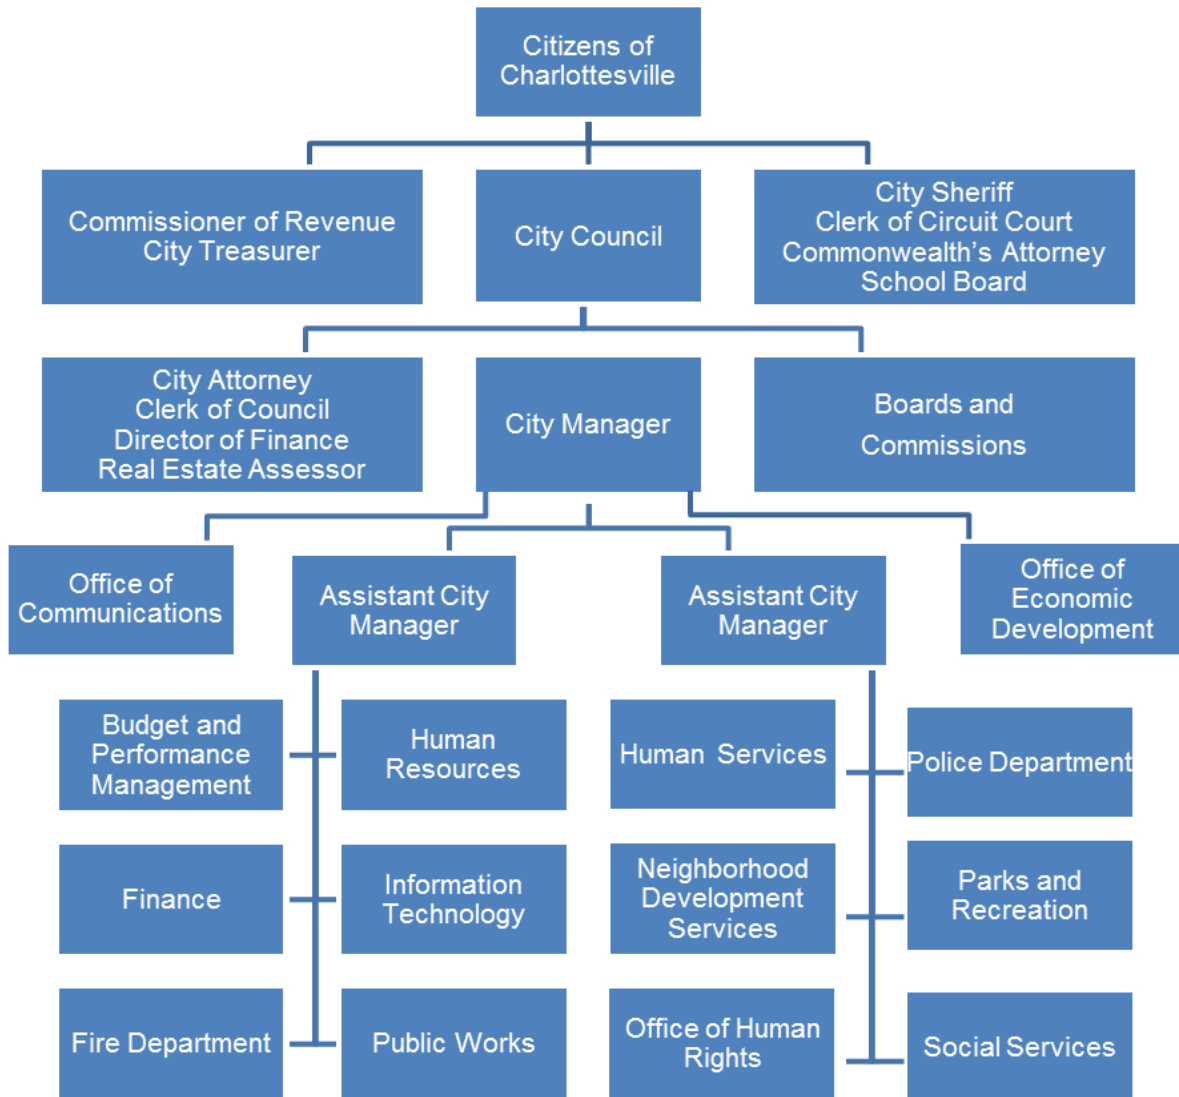 Citizens of
Charlottesville
Commissioner of Revenue
City Treasurer
City Council
City Sheriff
Clerk of Circuit Court
Commonwealth’s Attorney
School Board
City Attorney
Clerk of Council
Director of Finance
Real Estate Assessor
City Manager
Boards and
Commissions
Office of
Communications
Assistant City
Manager
Assistant City
Manager
Office of
Economic
Development
Budget and
Performance
Management
Human
Resources
Human Services
Police Department
Finance
Information
Technology
Neighborhood
Development
Services
Parks and
Recreation
Fire Department
Public Works
Office of Human
Rights
Social Services